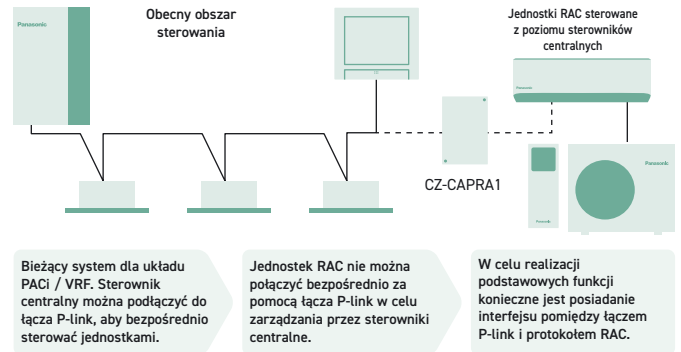 Panasonic
Obecny obszar
sterowania
Jednostki RAC sterowane
z poziomu sterowników
centralnych
Panasonic
CZ-CAPRA1
Panasonic
Panasonic
Bieżący system dla układu
PACi / VRF. Sterownik
centralny można podłączyć do
łącza P-link, aby bezpośrednio
sterować jednostkami.
Jednostek RAC nie można
połączyć bezpośrednio za
pomocą łącza P-link w celu
zarządzania przez sterowniki
centralne.
W celu realizacji
podstawowych funkcji
konieczne jest posiadanie
interfejsu pomiędzy łączem
P-link i protokołem RAC.